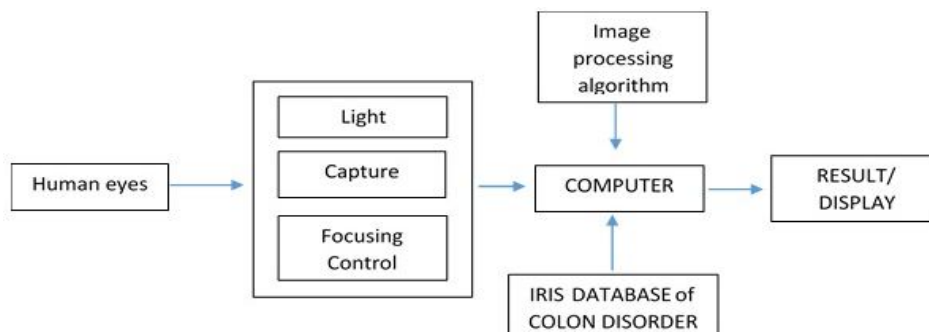 Human eyes
Light
Capture
Focusing
Control
Image
processing
algorithm
COMPUTER
IRIS DATABASE of
COLON DISORDER
RESULT/
DISPLAY